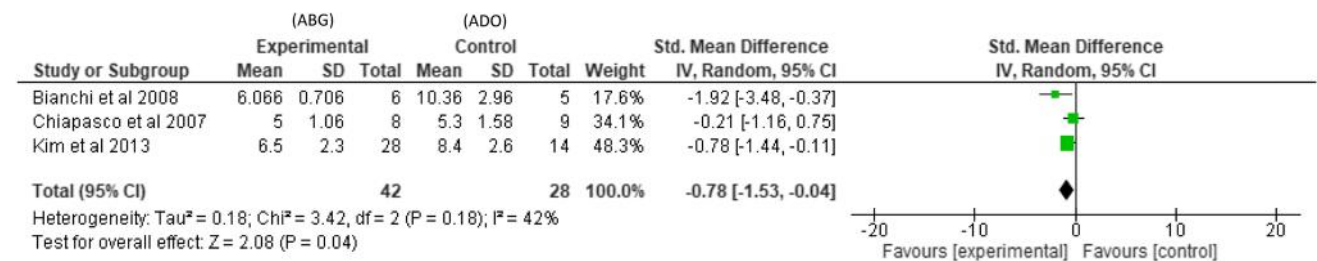 (ABG) (ADO)
Experimental Control Std. Mean Difference Std. Mean Difference
Study or Subgroup Mean SD Total Mean SD Total Weight IV, Random, 95% CI IV, Random, 95% CI
Bianchi et al 2008 6.066 0.706 6 10.36 2.96 5 17.6% -1.92 [-3.48, -0.37]
Chiapasco et al 2007 5 1.06 8 5.3 1.58 9 34.1% -0.21 [-1.16, 0.75]
Kim et al 2013 6.5 2.3 28 8.4 2.6 14 48.3% -0.78 [-1.44, -0.11]
Total (95% CI) 42 28 100.0% -0.78 [-1.53, -0.04]
Heterogeneity: Tau² = 0.18; Chi² = 3.42, df = 2 (P = 0.18); I² = 42%
Test for overall effect: Z = 2.08 (P = 0.04)
-20 -10 0 10 20
Favours [experimental] Favours [control]